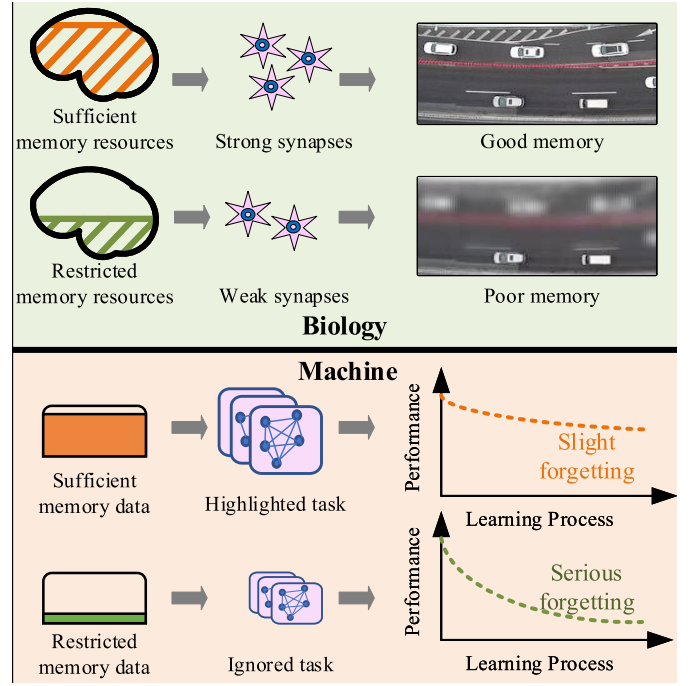 Sufficient
memory resources
Strong synapses
Good memory
Restricted
memory resources
Weak synapses
Poor memory
Biology
Machine
Sufficient
memory data
Highlighted task
Performance
Slight
forgetting
Learning Process
Restricted
memory data
Ignored task
Performance
Serious
forgetting
Learning Process